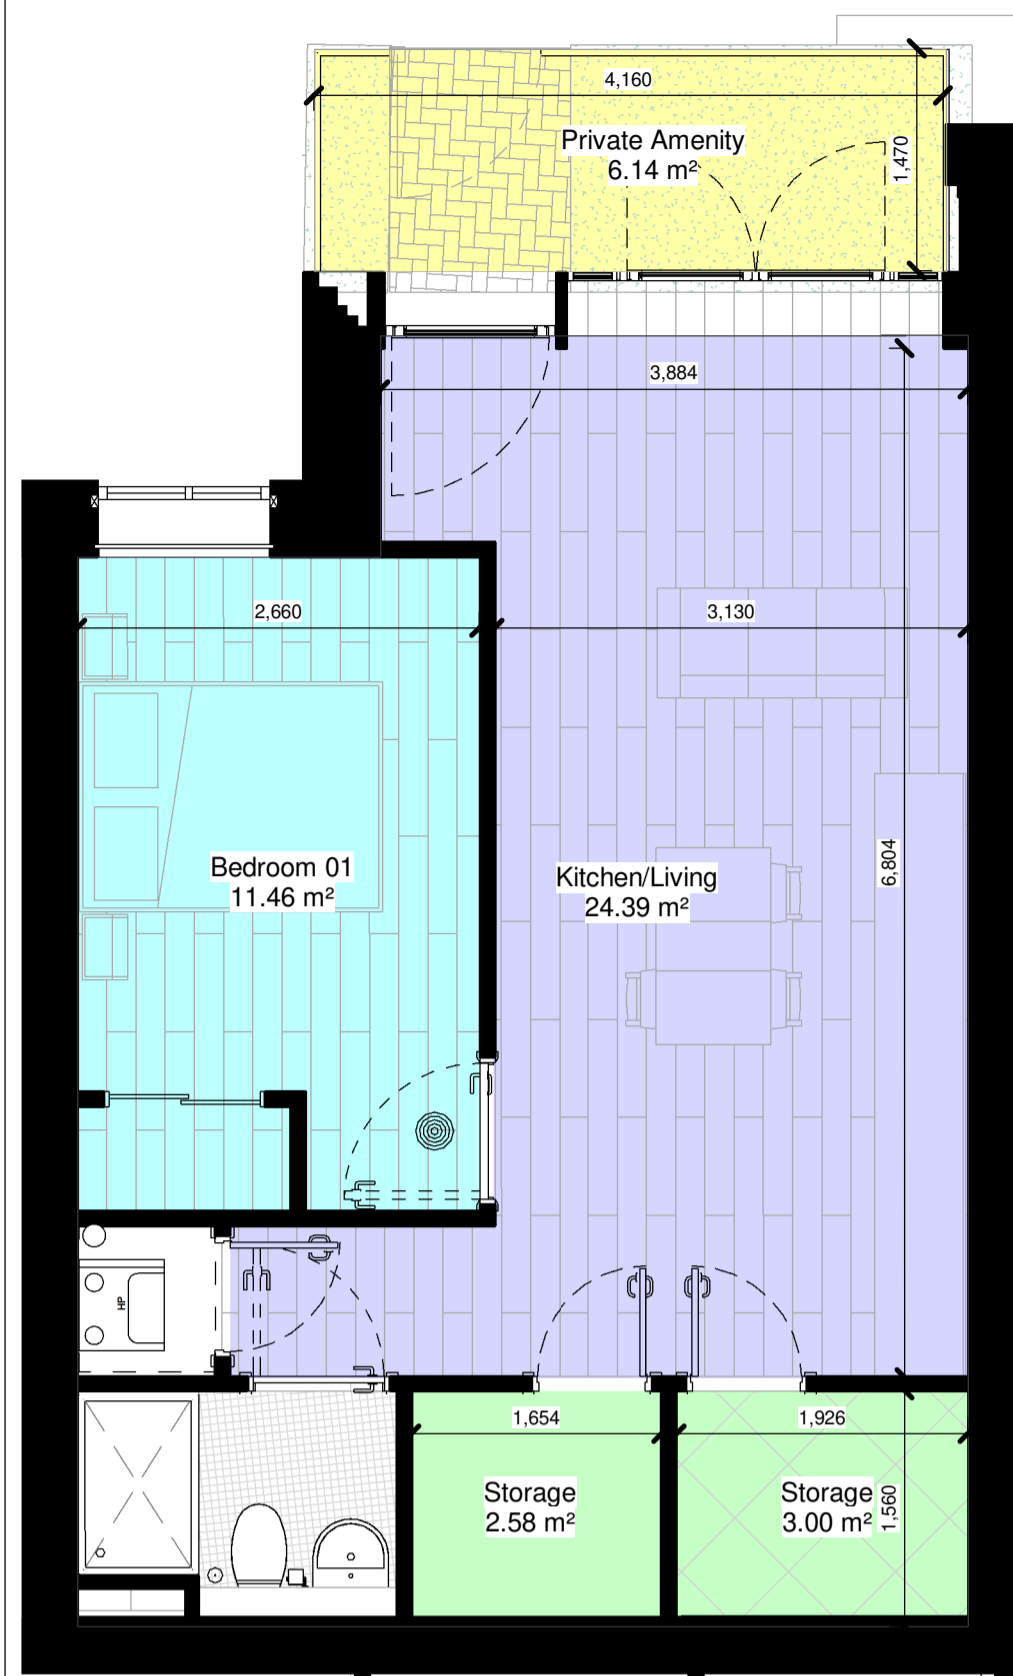 4,160
Private Amenity
6.14 m²
1,470
3,884
2,660
3,130
Bedroom 01
11.46 m²
Kitchen/Living
24.39 m²
6,804
HP
1,654
1,926
Storage
2.58 m²
Storage
3.00 m²
1,560